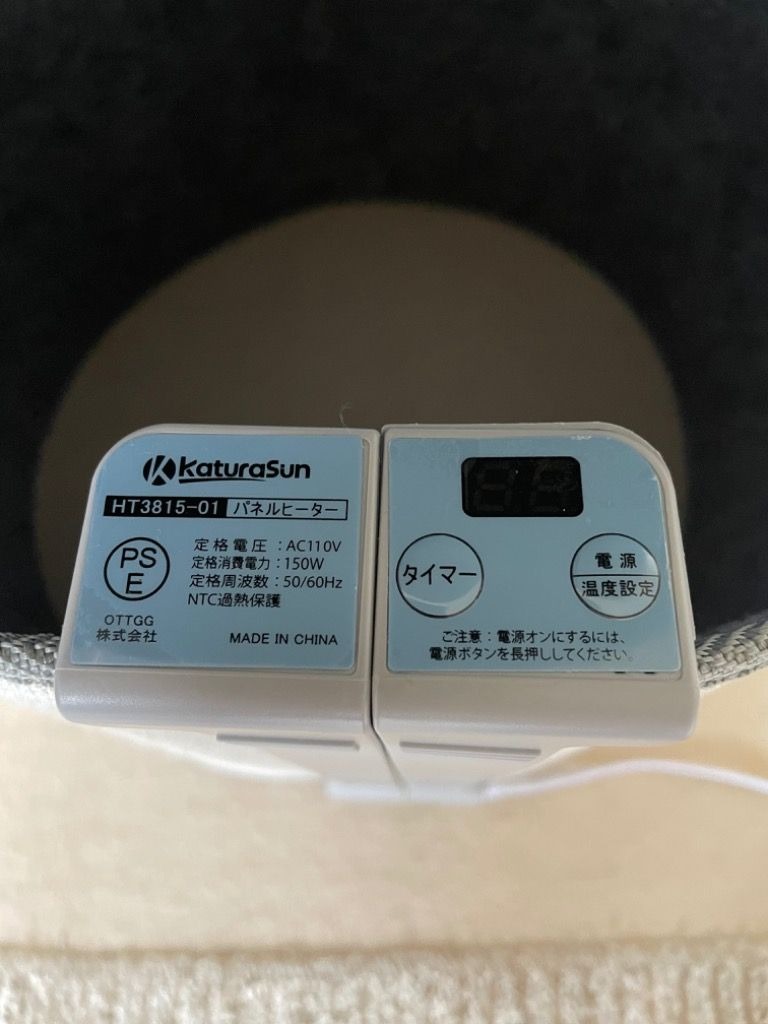 KaturaSun
HT3815-01 パネルヒーター
PS
E
定格電圧：AC110V
定格消費電力：150W
定格周波数：50/60Hz
NTC過熱保護
OTTGG
株式会社
MADE IN CHINA
タイマー
電源
温度設定
ご注意：電源オンにするには、
電源ボタンを長押ししてください。